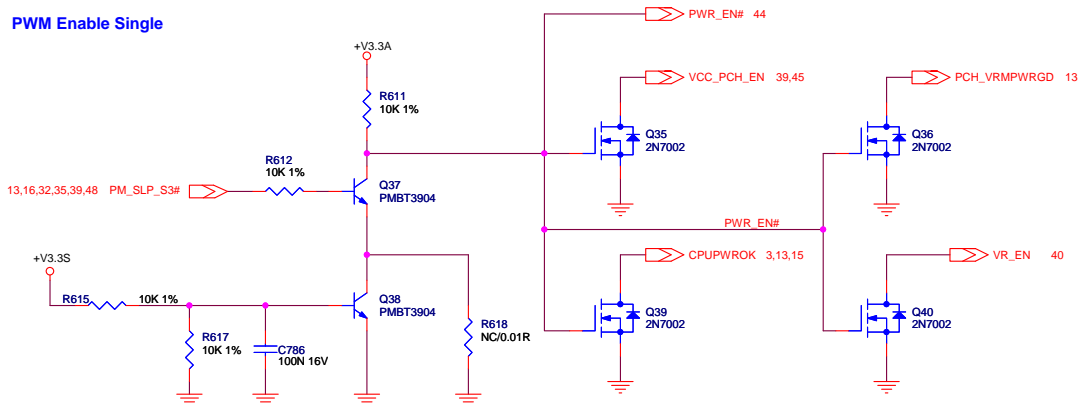 PWM Enable Single
PWR_EN# 44
+V3.3A
VCC_PCH_EN 39,45
PCH_VRMPWRGD 13
R611
10K 1%
Q35
2N7002
Q36
2N7002
R612
10K 1%
13,16,32,35,39,48 PM_SLP_S3#
Q37
PMBT3904
PWR_EN#
+V3.3S
CPUPWROK 3,13,15
VR_EN 40
R615 10K 1%
Q38
PMBT3904
Q39
2N7002
Q40
2N7002
R617
10K 1%
C786
100N 16V
R618
NC/0.01R